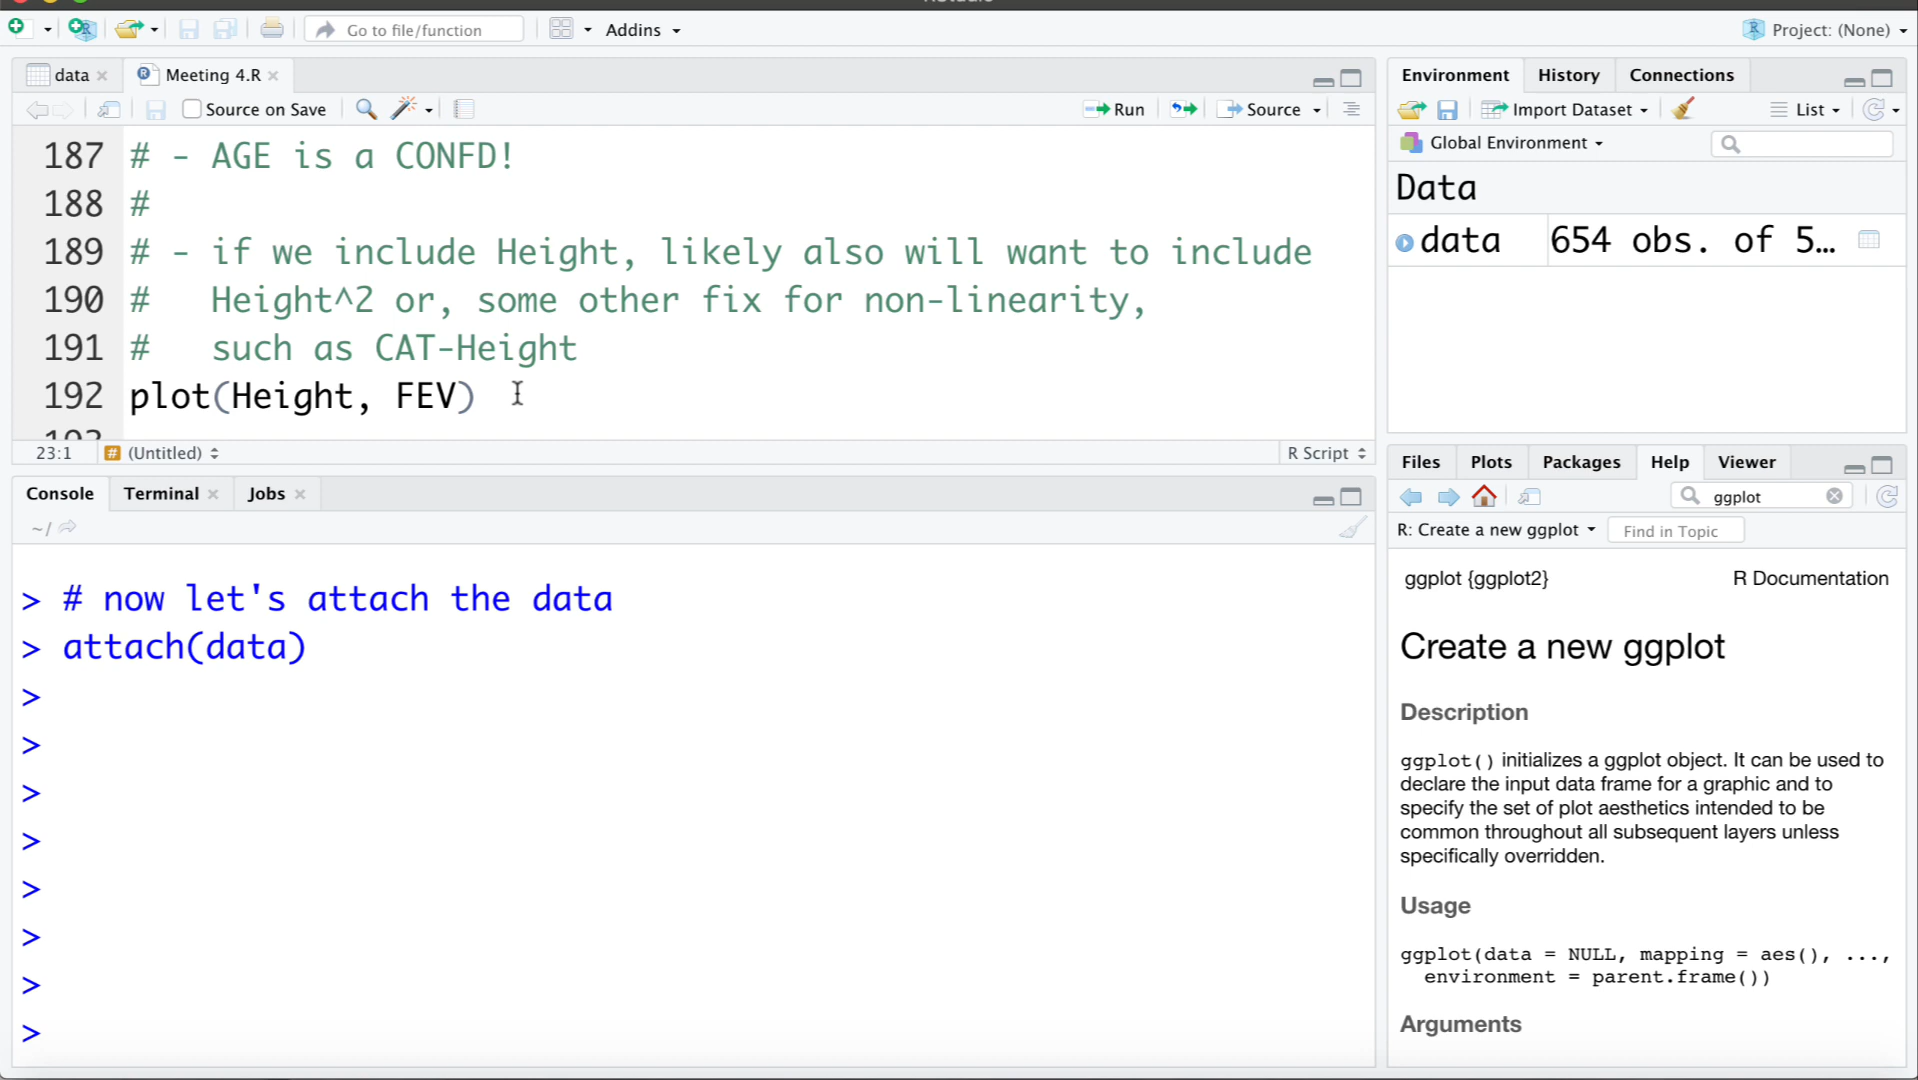 Go to file/function
Addins
Project: (None)
data
Meeting 4.R
Source on Save
Run
Source
187 # - AGE is a CONFD!
188 #
189 # - if we include Height, likely also will want to include
190 #   Height^2 or, some other fix for non-linearity,
191 #   such as CAT-Height
192 plot(Height, FEV)
23:1
# (Untitled)
R Script
Console
Terminal
Jobs
~/
> # now let's attach the data
> attach(data)
>
>
>
>
>
>
>
>
Environment
History
Connections
Import Dataset
List
Global Environment
Data
data 654 obs. of 5…
Files
Plots
Packages
Help
Viewer
ggplot
R: Create a new ggplot
Find in Topic
ggplot {ggplot2}
R Documentation
Create a new ggplot
Description
ggplot() initializes a ggplot object. It can be used to
declare the input data frame for a graphic and to
specify the set of plot aesthetics intended to be
common throughout all subsequent layers unless
specifically overridden.
Usage
ggplot(data = NULL, mapping = aes(), ...,
environment = parent.frame())
Arguments